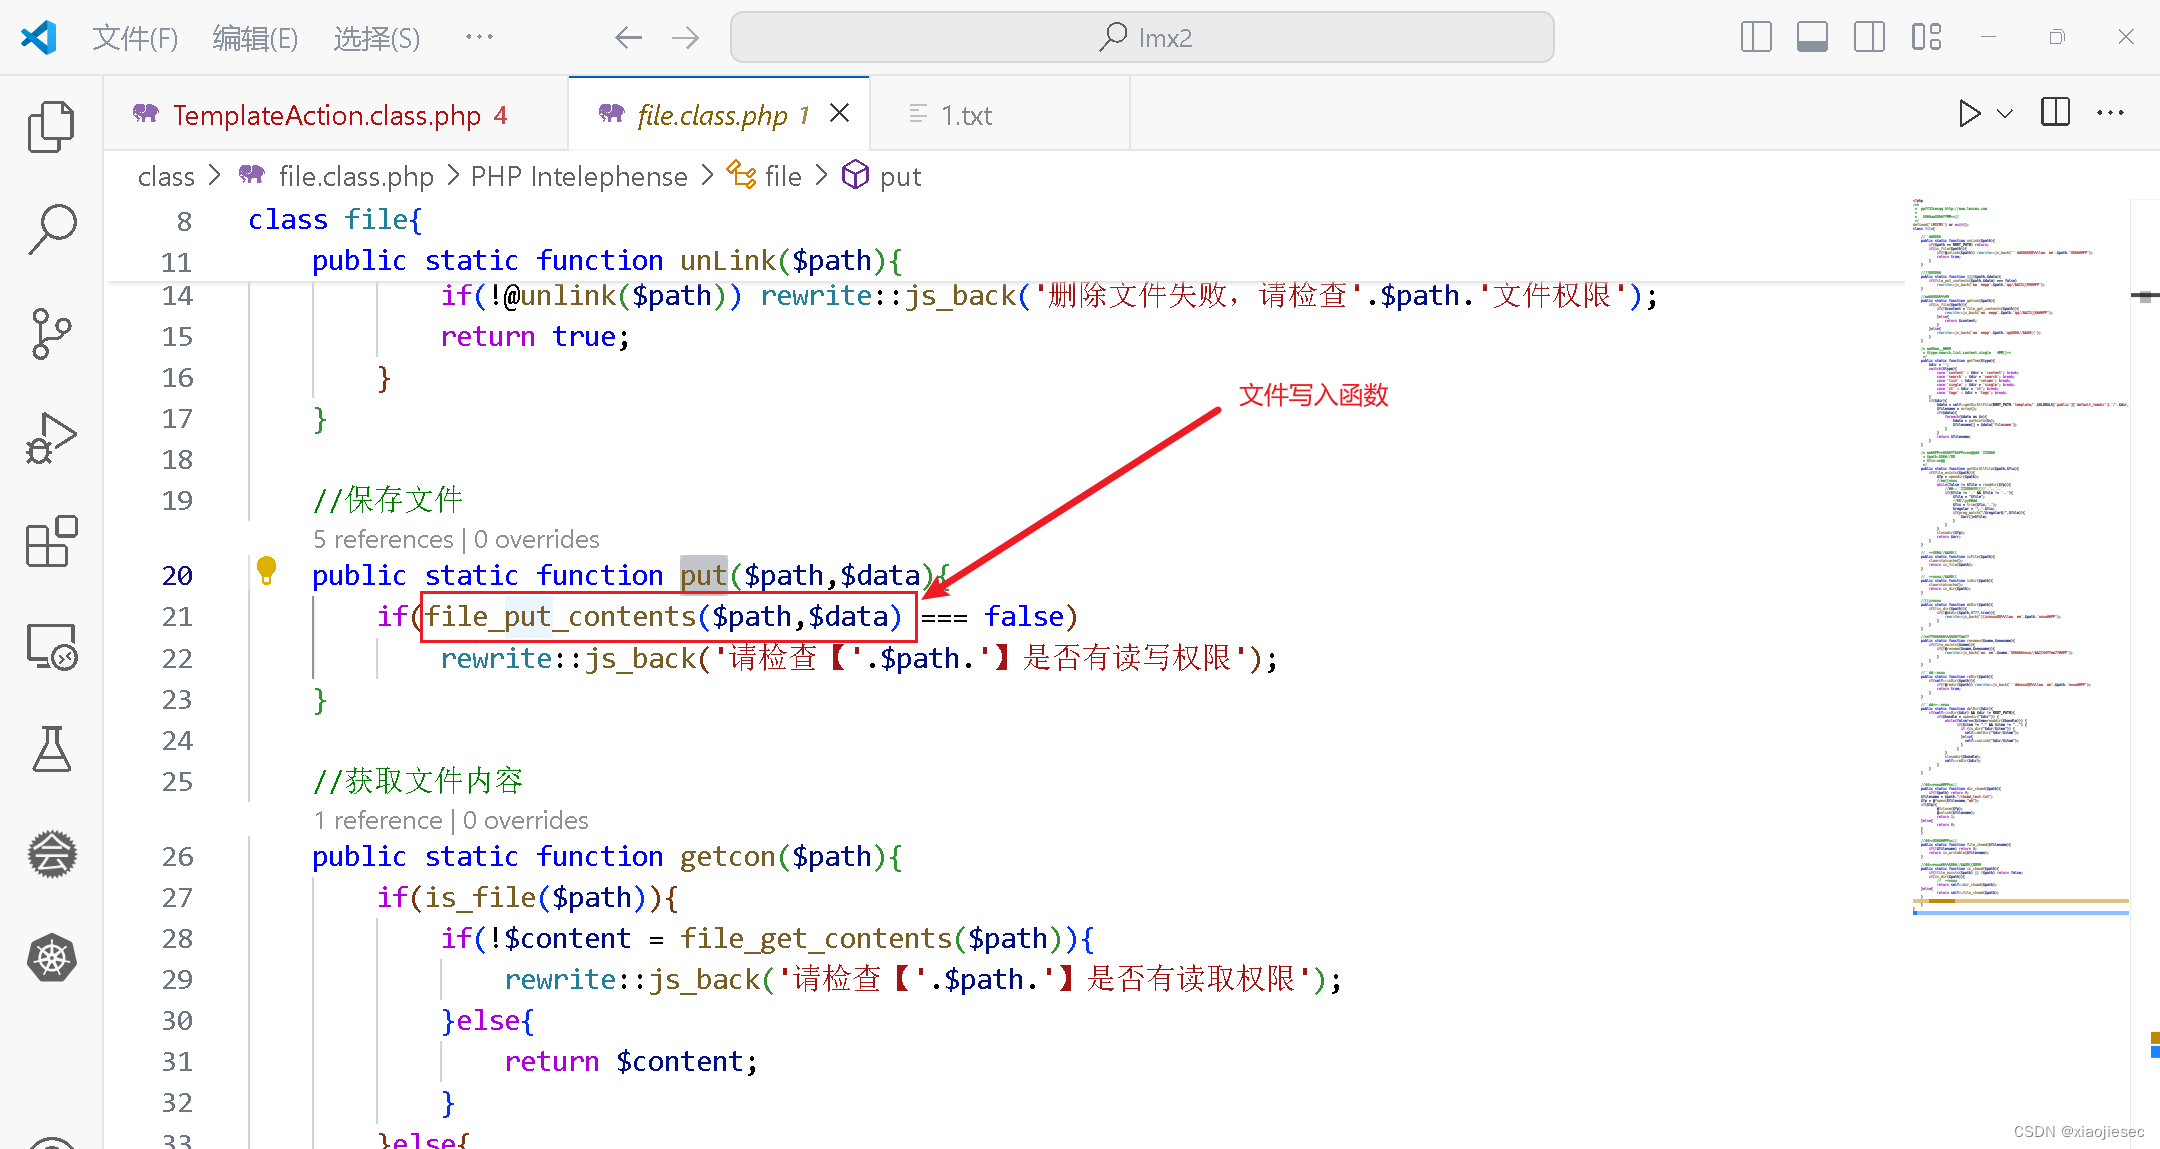 文件(F) 编辑(E) 选择(S) ··· lmx2
TemplateAction.class.php 4 file.class.php 1 1.txt
class > file.class.php > PHP Intelephense > file > put
8 class file{
11 public static function unLink($path){
14 if(!@unlink($path)) rewrite::js_back('删除文件失败，请检查'.$path.'文件权限');
15 return true;
16 }
17 }
18
19 //保存文件
5 references | 0 overrides
20 public static function put($path,$data){
21 if(file_put_contents($path,$data) === false)
22 rewrite::js_back('请检查【'.$path.'】是否有读写权限');
23 }
24
25 //获取文件内容
1 reference | 0 overrides
26 public static function getcon($path){
27 if(is_file($path)){
28 if(!$content = file_get_contents($path)){
29 rewrite::js_back('请检查【'.$path.'】是否有读取权限');
30 }else{
31 return $content;
32 }
33 }else{
文件写入函数
CSDN @xiaojiesec